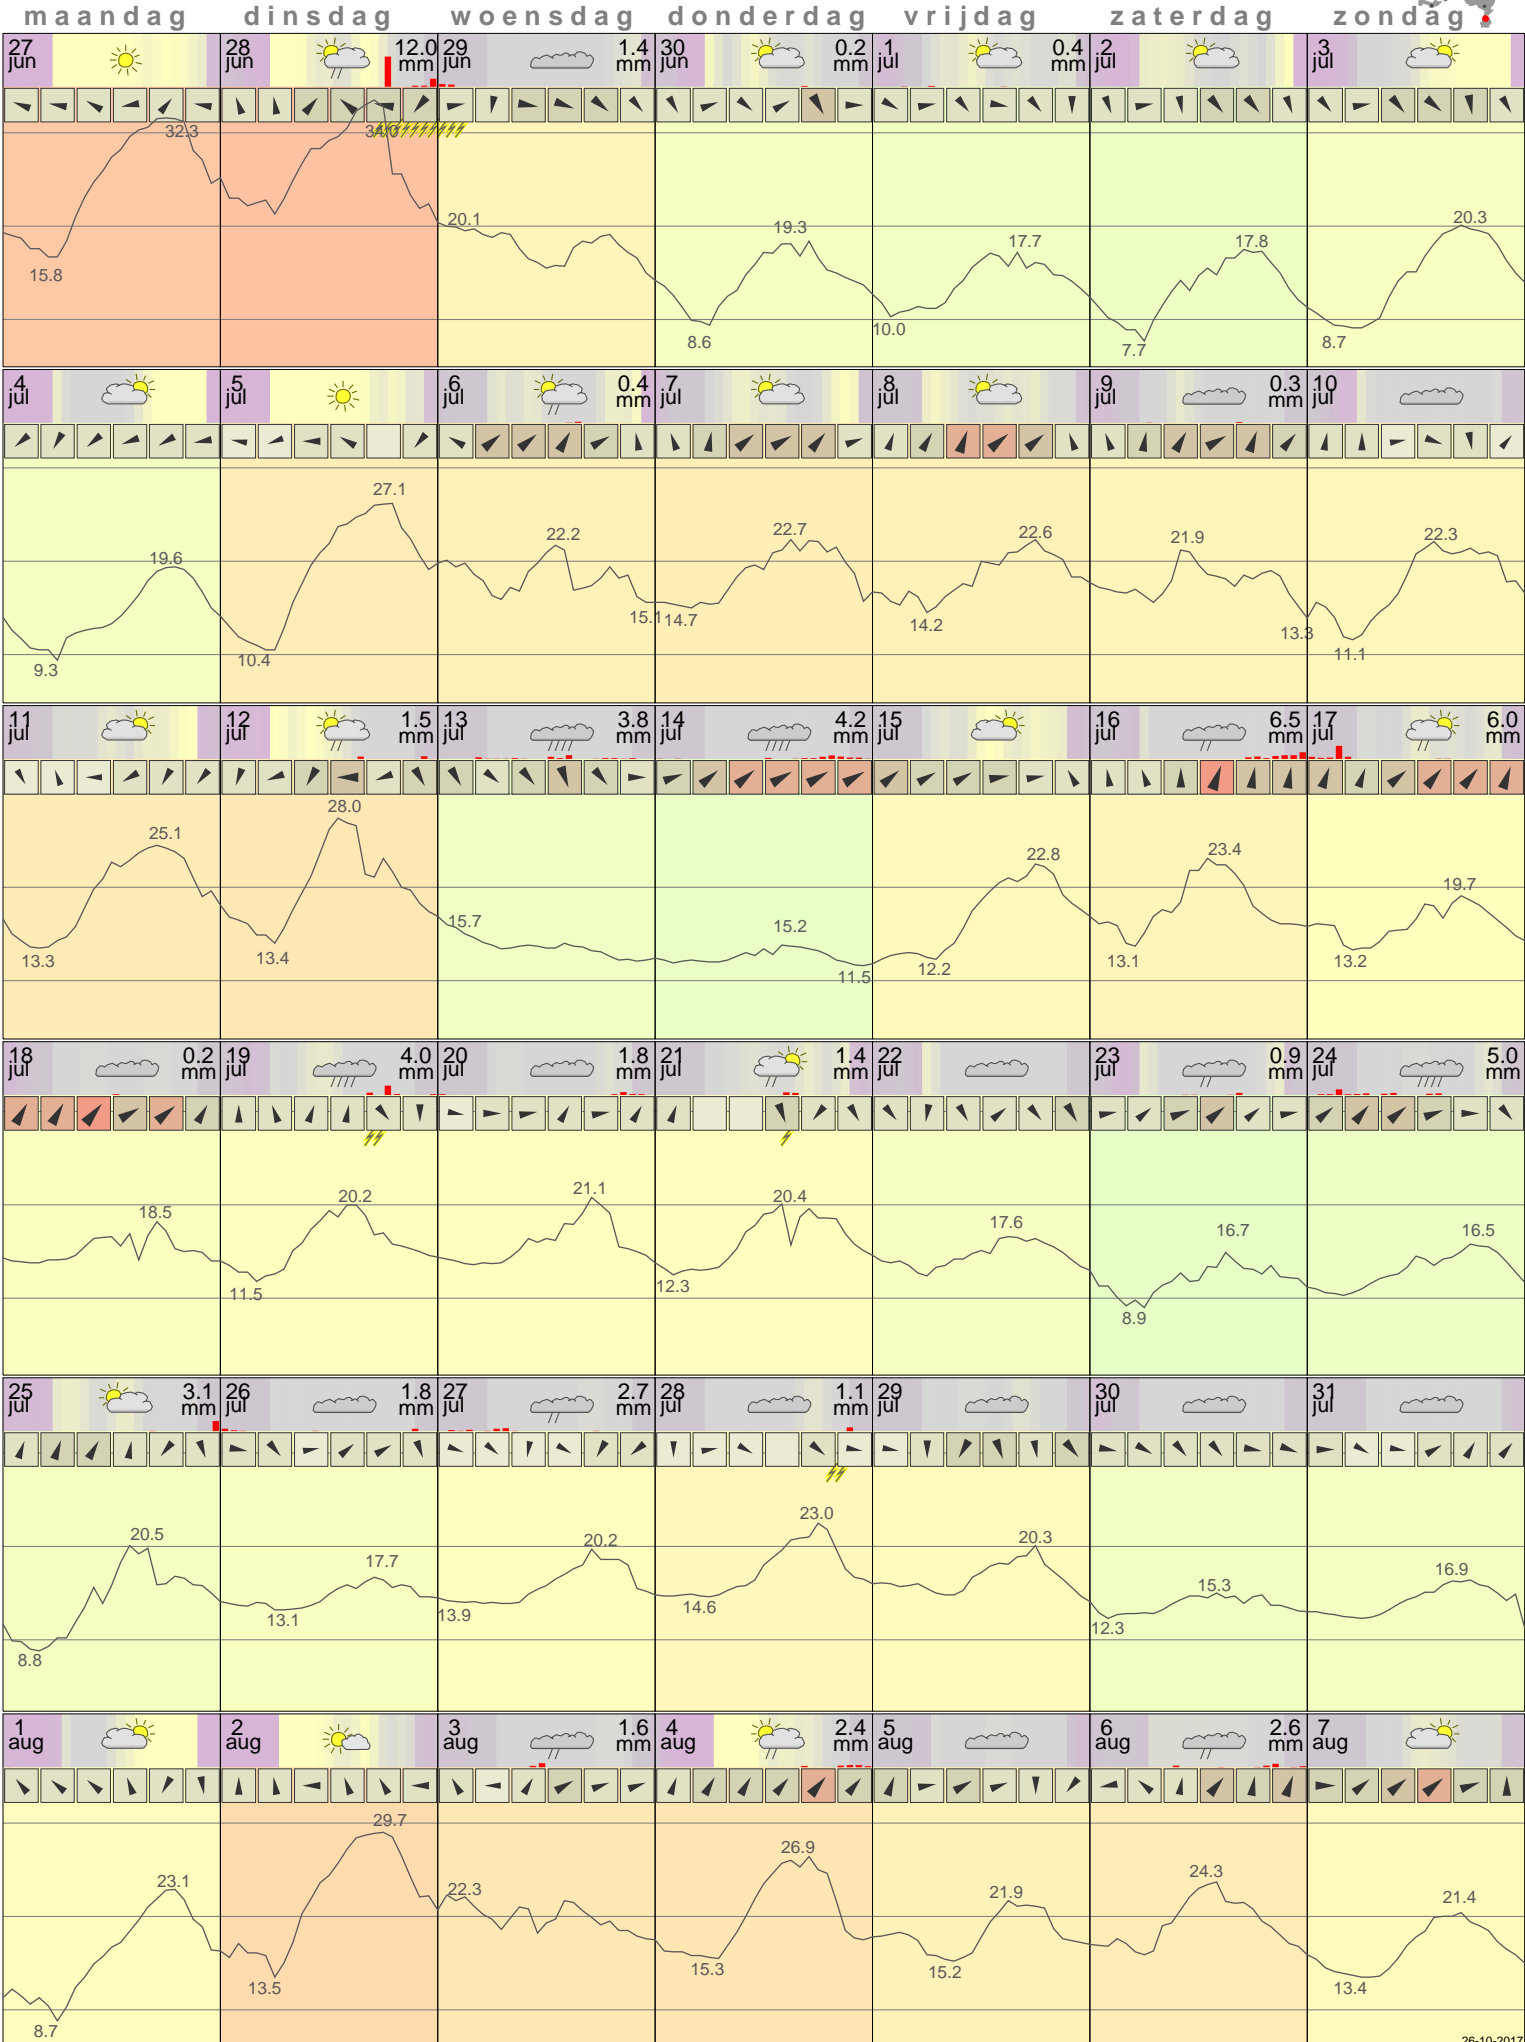 maandag dinsdag woensdag donderdag vrijdag zaterdag zondag
27 jun 28 jun 12.0 mm 29 jun 1.4 mm 30 jun 0.2 mm 1 jul 0.4 mm 2 jul 3 jul
32.3 34.0
20.1 19.3 17.7 17.8 20.3
15.8 8.6 10.0 7.7 8.7
4 jul 5 jul 6 jul 0.4 mm 7 jul 8 jul 9 jul 0.3 mm 10 jul
19.6 27.1 22.2 22.7 22.6 21.9 22.3
9.3 10.4 15.1 14.7 14.2 13.3 11.1
11 jul 12 jul 1.5 mm 13 jul 3.8 mm 14 jul 4.2 mm 15 jul 16 jul 6.5 mm 17 jul 6.0 mm
25.1 28.0 15.7 15.2 22.8 23.4 19.7
13.3 13.4 11.5 12.2 13.1 13.2
18 jul 0.2 mm 19 jul 4.0 mm 20 jul 1.8 mm 21 jul 1.4 mm 22 jul 23 jul 0.9 mm 24 jul 5.0 mm
18.5 20.2 21.1 20.4 17.6 16.7 16.5
11.5 12.3 8.9
25 jul 3.1 mm 26 jul 1.8 mm 27 jul 2.7 mm 28 jul 1.1 mm 29 jul 30 jul 31 jul
20.5 17.7 20.2 23.0 20.3 15.3 16.9
8.8 13.1 13.9 14.6 12.3
1 aug 2 aug 3 aug 1.6 mm 4 aug 2.4 mm 5 aug 6 aug 2.6 mm 7 aug
23.1 29.7 22.3 26.9 21.9 24.3 21.4
8.7 13.5 15.3 15.2 13.4
26-10-2017